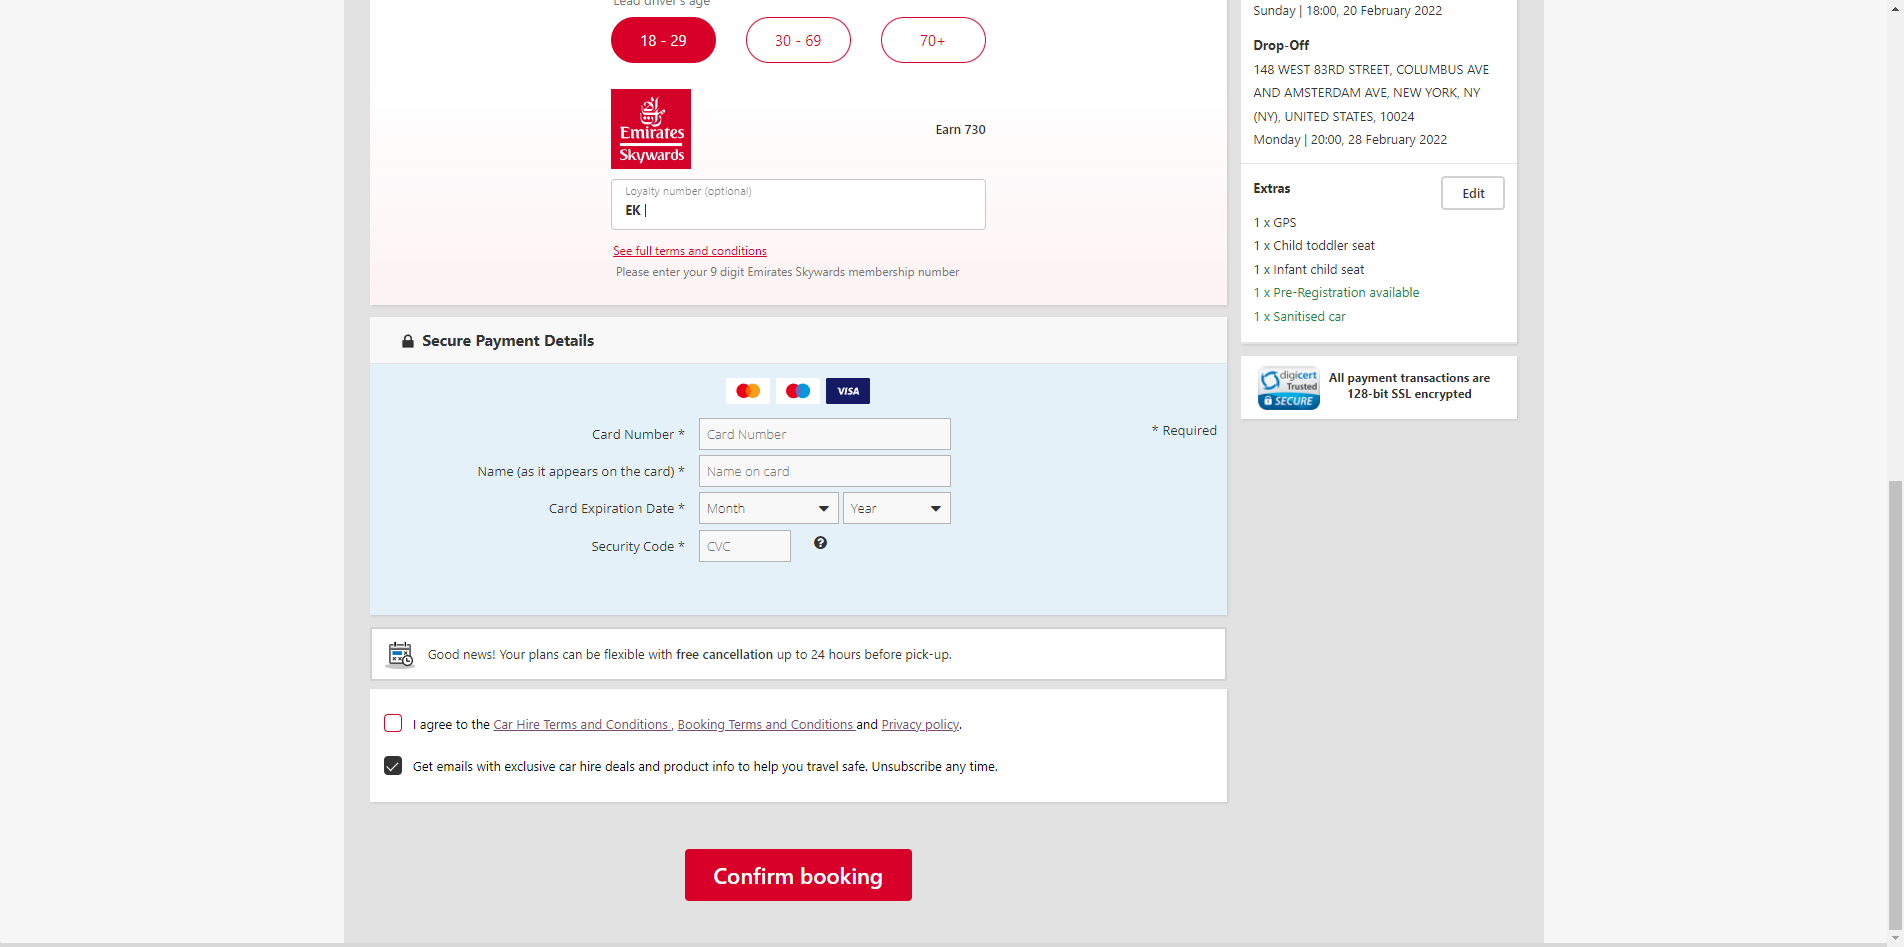 Lead driver's age
18 - 29
30 - 69
70+
Emirates
Skywards
Earn 730
Loyalty number (optional)
EK
See full terms and conditions
Please enter your 9 digit Emirates Skywards membership number
Secure Payment Details
VISA
* Required
Card Number *
Card Number
Name (as it appears on the card) *
Name on card
Card Expiration Date *
Month
Year
Security Code *
CVC
Good news! Your plans can be flexible with free cancellation up to 24 hours before pick-up.
I agree to the Car Hire Terms and Conditions , Booking Terms and Conditions and Privacy policy.
Get emails with exclusive car hire deals and product info to help you travel safe. Unsubscribe any time.
Confirm booking
Sunday | 18:00, 20 February 2022
Drop-Off
148 WEST 83RD STREET, COLUMBUS AVE
AND AMSTERDAM AVE, NEW YORK, NY
(NY), UNITED STATES, 10024
Monday | 20:00, 28 February 2022
Extras
Edit
1 x GPS
1 x Child toddler seat
1 x Infant child seat
1 x Pre-Registration available
1 x Sanitised car
digicert
Trusted
SECURE
All payment transactions are
128-bit SSL encrypted